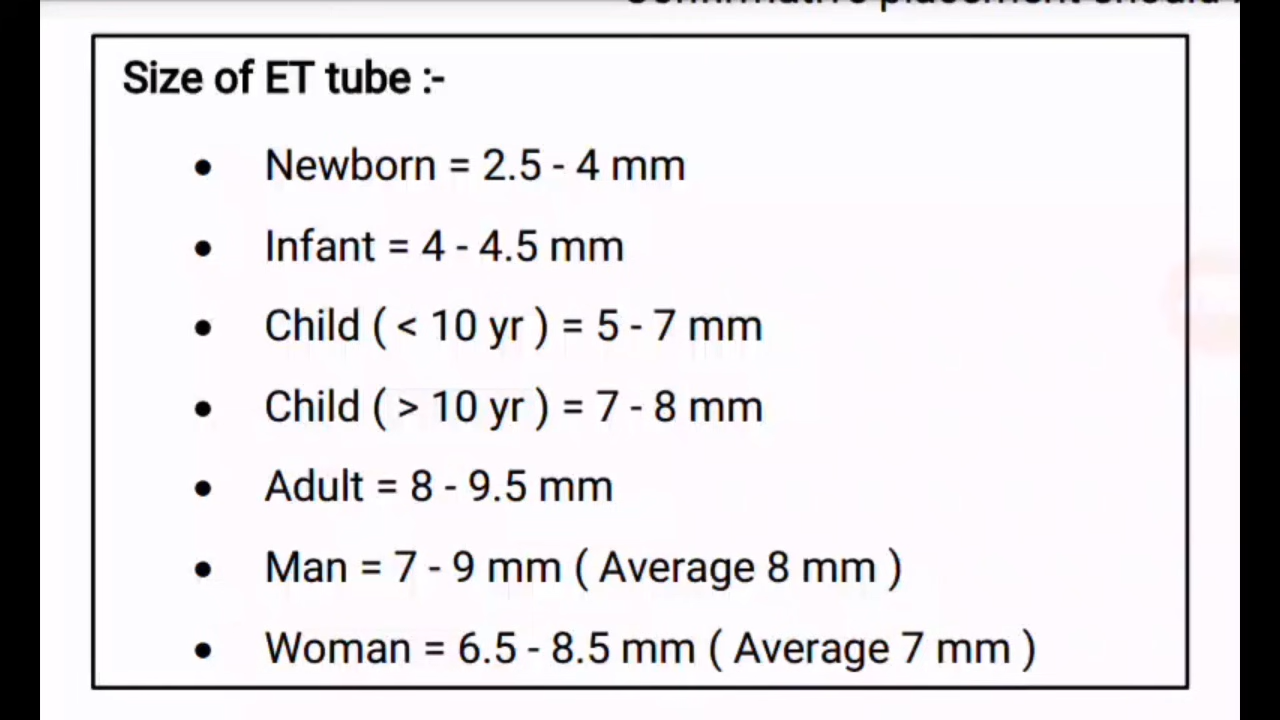 Size of ET tube :-
• Newborn = 2.5 - 4 mm
• Infant = 4 - 4.5 mm
• Child ( < 10 yr ) = 5 - 7 mm
• Child ( > 10 yr ) = 7 - 8 mm
• Adult = 8 - 9.5 mm
• Man = 7 - 9 mm ( Average 8 mm )
• Woman = 6.5 - 8.5 mm ( Average 7 mm )